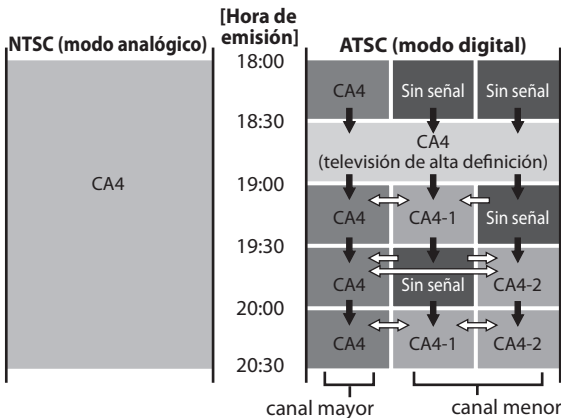 [Hora de
emisión]
NTSC (modo analógico)
ATSC (modo digital)
18:00
CA4
Sin señal
Sin señal
18:30
CA4
(televisión de alta definición)
CA4
19:00
CA4
CA4-1
Sin señal
19:30
CA4
Sin señal
CA4-2
20:00
CA4
CA4-1
CA4-2
20:30
canal mayor
canal menor